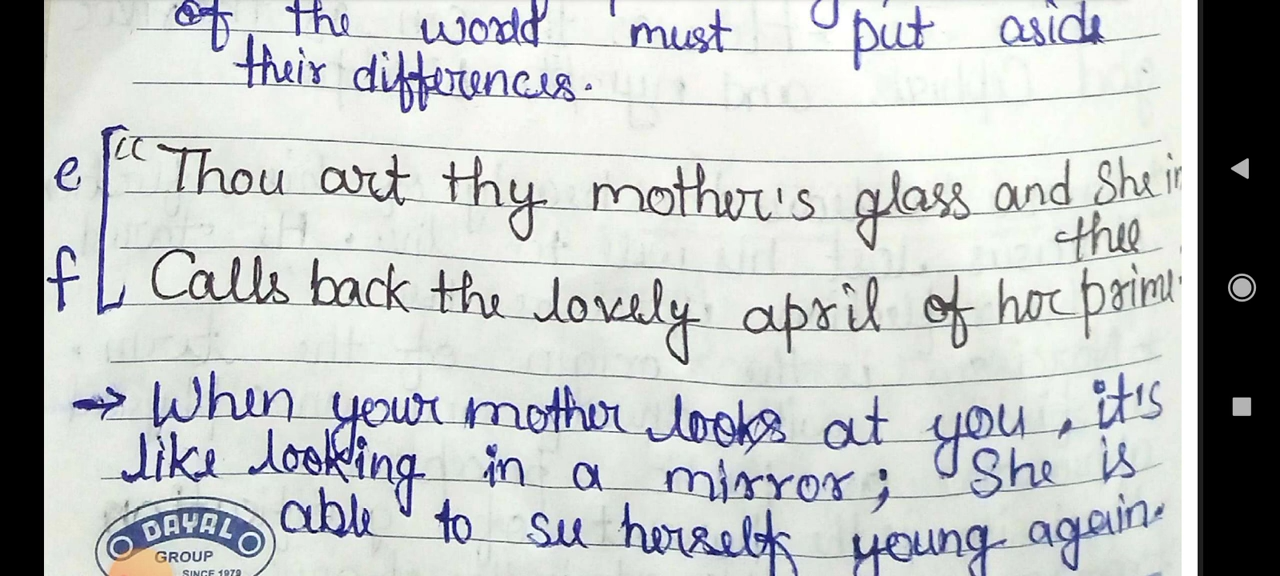 of the world must put aside
their differences.
e "Thou art thy mother's glass and She in
thee
f Calls back the lovely april of her prime.
→ When your mother looks at you, it's
like looking in a mirror; She is
able to see herself young again.
DAYAL
GROUP
SINCE 1979